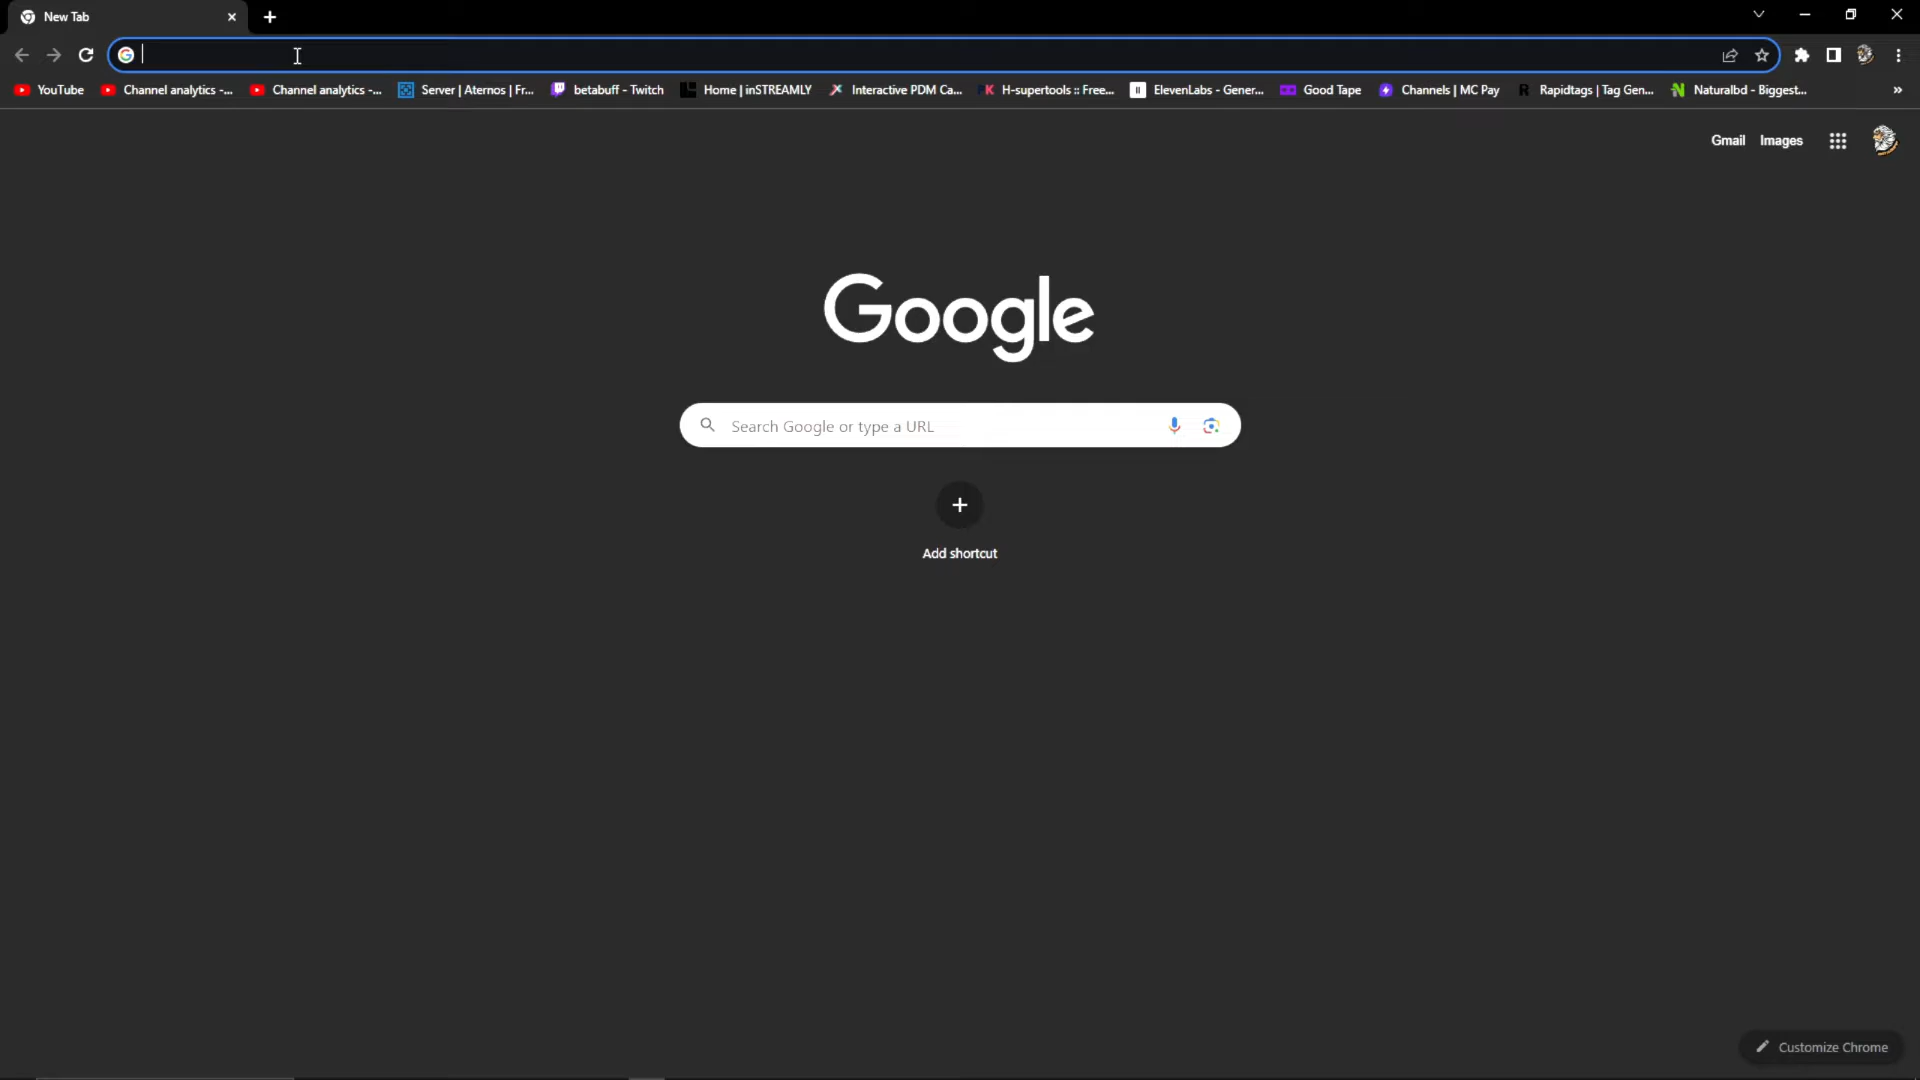 New Tab
YouTube
Channel analytics -...
Channel analytics -...
Server | Aternos | Fr...
betabuff - Twitch
Home | inSTREAMLY
Interactive PDM Ca...
H-supertools :: Free...
ElevenLabs - Gener...
Good Tape
Channels | MC Pay
Rapidtags | Tag Gen...
Naturalbd - Biggest...
»
Gmail
Images
Google
Search Google or type a URL
Add shortcut
Customize Chrome